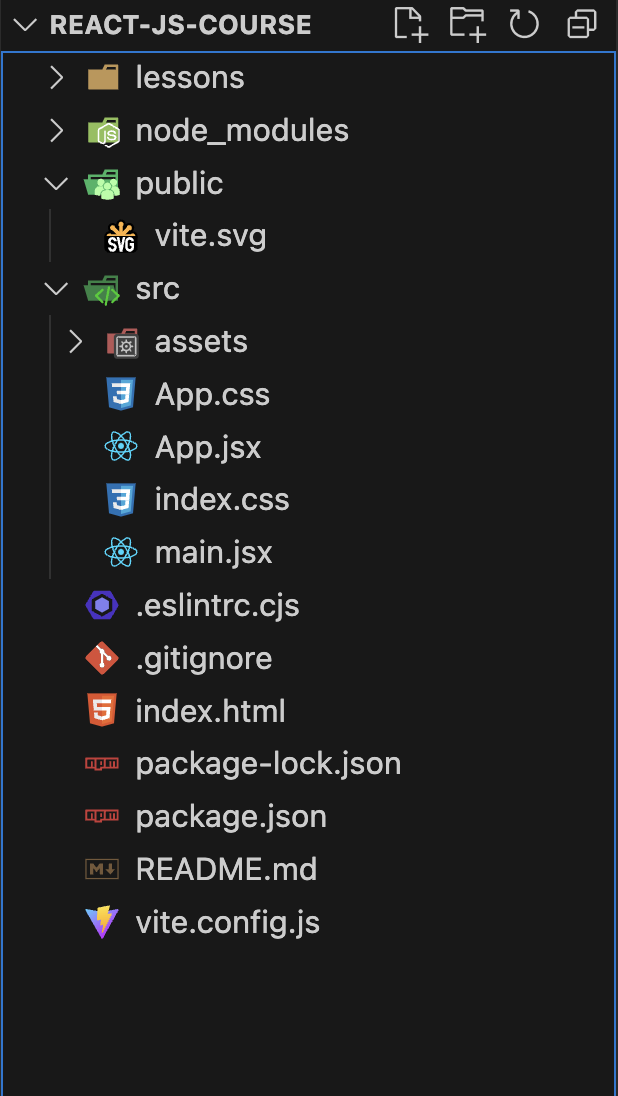 REACT-JS-COURSE
lessons
node_modules
public
vite.svg
src
assets
App.css
App.jsx
index.css
main.jsx
.eslintrc.cjs
.gitignore
index.html
package-lock.json
package.json
README.md
vite.config.js